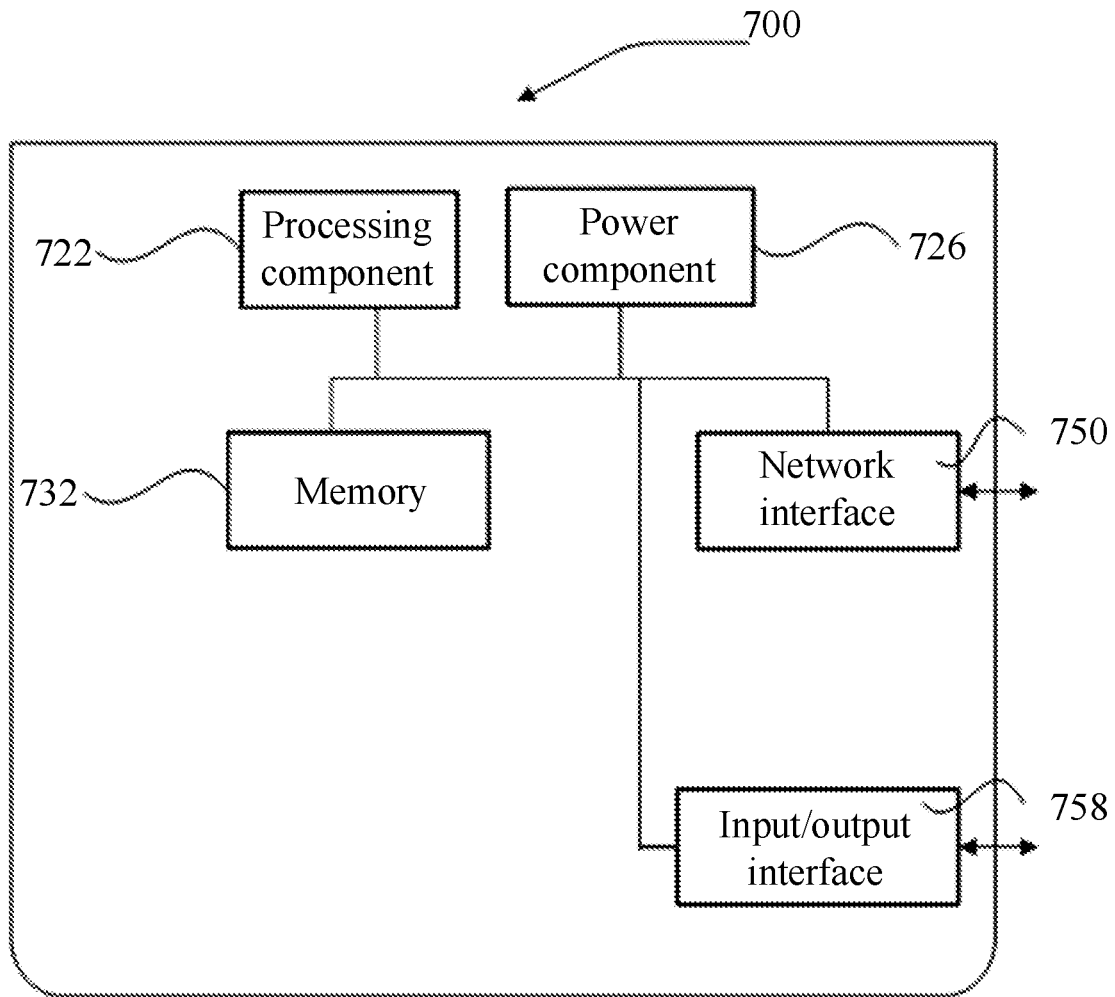 700
Processing
component
722
Power
component
726
Memory
732
Network
interface
750
Input/output
interface
758